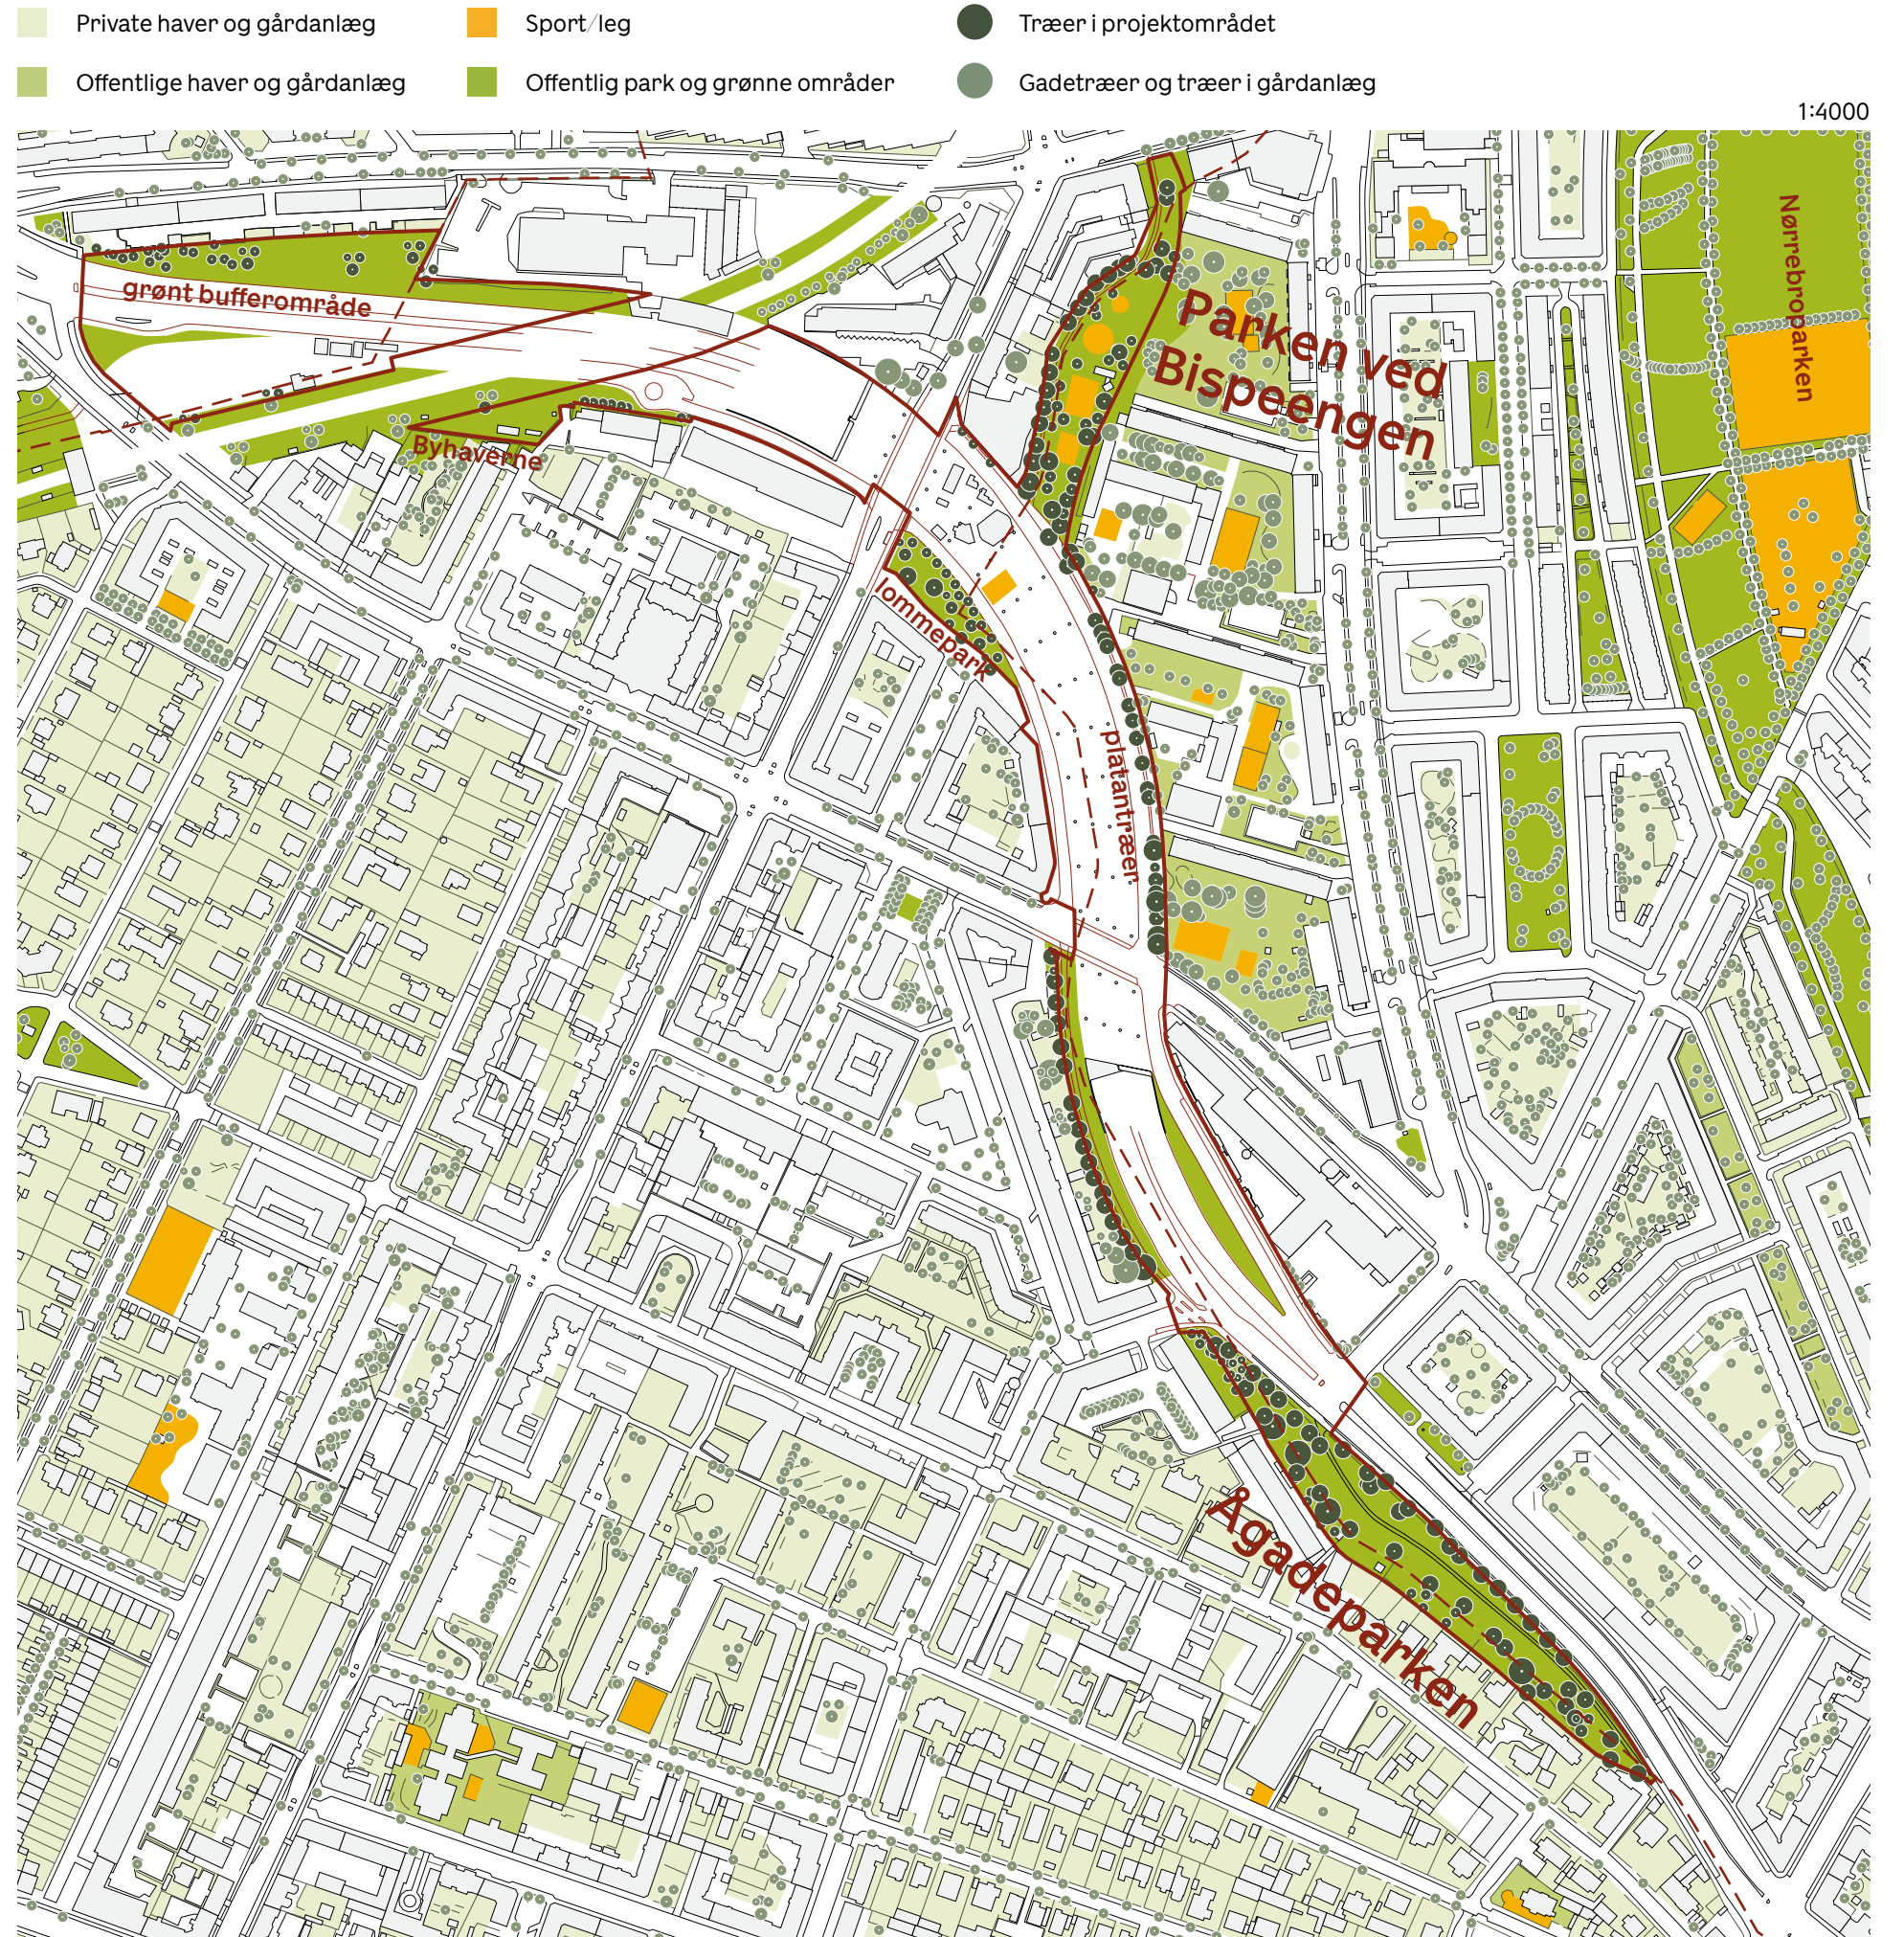 Private haver og gårdanlæg
Sport/leg
Træer i projektområdet
Offentlige haver og gårdanlæg
Offentlig park og grønne områder
Gadetræer og træer i gårdanlæg
1:4000
Nørrebroparken
grønt bufferområde
Parken ved
Bispeengen
Byhaverne
lommepark
platantræer
Ågadeparken